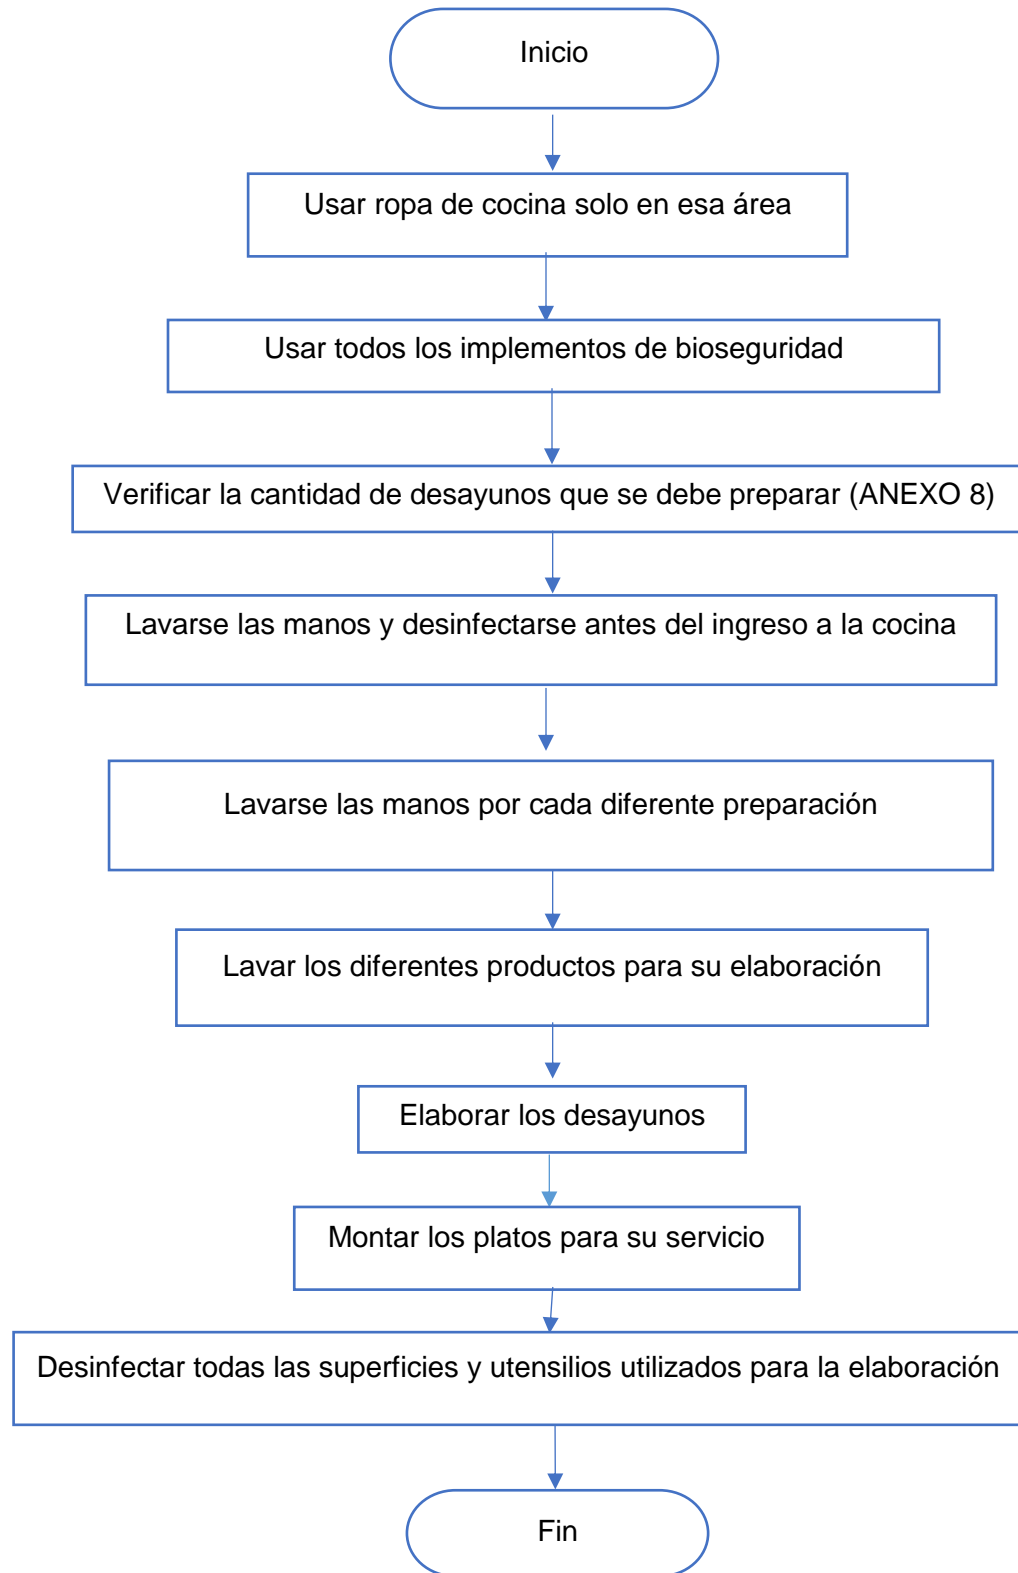 Inicio
Usar ropa de cocina solo en esa área
Usar todos los implementos de bioseguridad
Verificar la cantidad de desayunos que se debe preparar (ANEXO 8)
Lavarse las manos y desinfectarse antes del ingreso a la cocina
Lavarse las manos por cada diferente preparación
Lavar los diferentes productos para su elaboración
Elaborar los desayunos
Montar los platos para su servicio
Desinfectar todas las superficies y utensilios utilizados para la elaboración
Fin